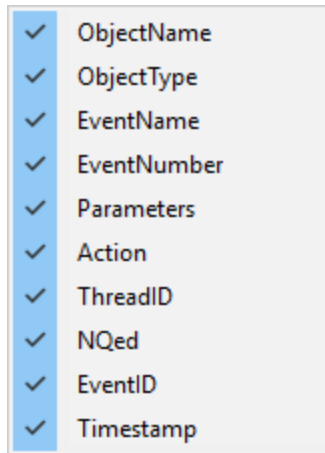 ObjectName
ObjectType
EventName
EventNumber
Parameters
Action
ThreadID
NQed
EventID
Timestamp